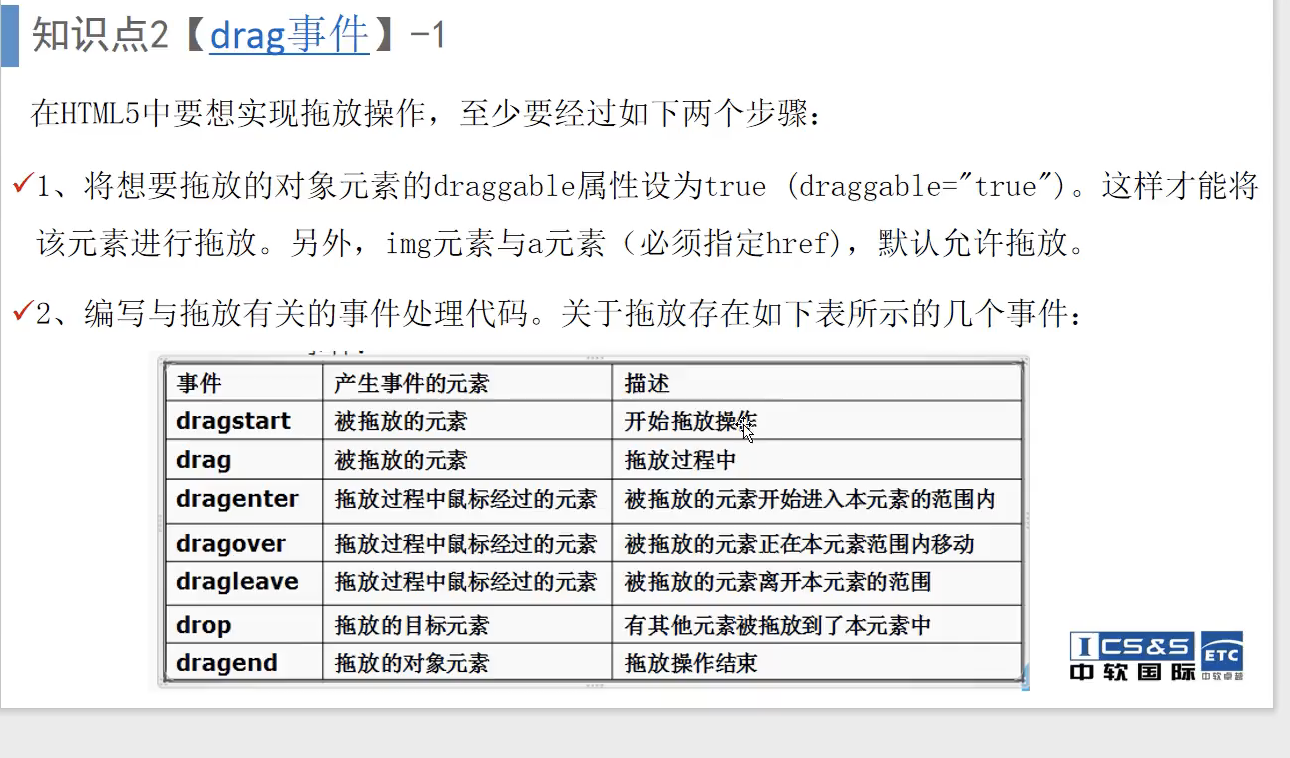 知识点2【drag事件】-1
在HTML5中要想实现拖放操作，至少要经过如下两个步骤：
✓1、将想要拖放的对象元素的draggable属性设为true (draggable="true")。这样才能将
该元素进行拖放。另外，img元素与a元素（必须指定href），默认允许拖放。
✓2、编写与拖放有关的事件处理代码。关于拖放存在如下表所示的几个事件：
事件 产生事件的元素 描述
dragstart 被拖放的元素 开始拖放操作
drag 被拖放的元素 拖放过程中
dragenter 拖放过程中鼠标经过的元素 被拖放的元素开始进入本元素的范围内
dragover 拖放过程中鼠标经过的元素 被拖放的元素正在本元素范围内移动
dragleave 拖放过程中鼠标经过的元素 被拖放的元素离开本元素的范围
drop 拖放的目标元素 有其他元素被拖放到了本元素中
dragend 拖放的对象元素 拖放操作结束
ICS&S ETC
中软国际 中软卓越